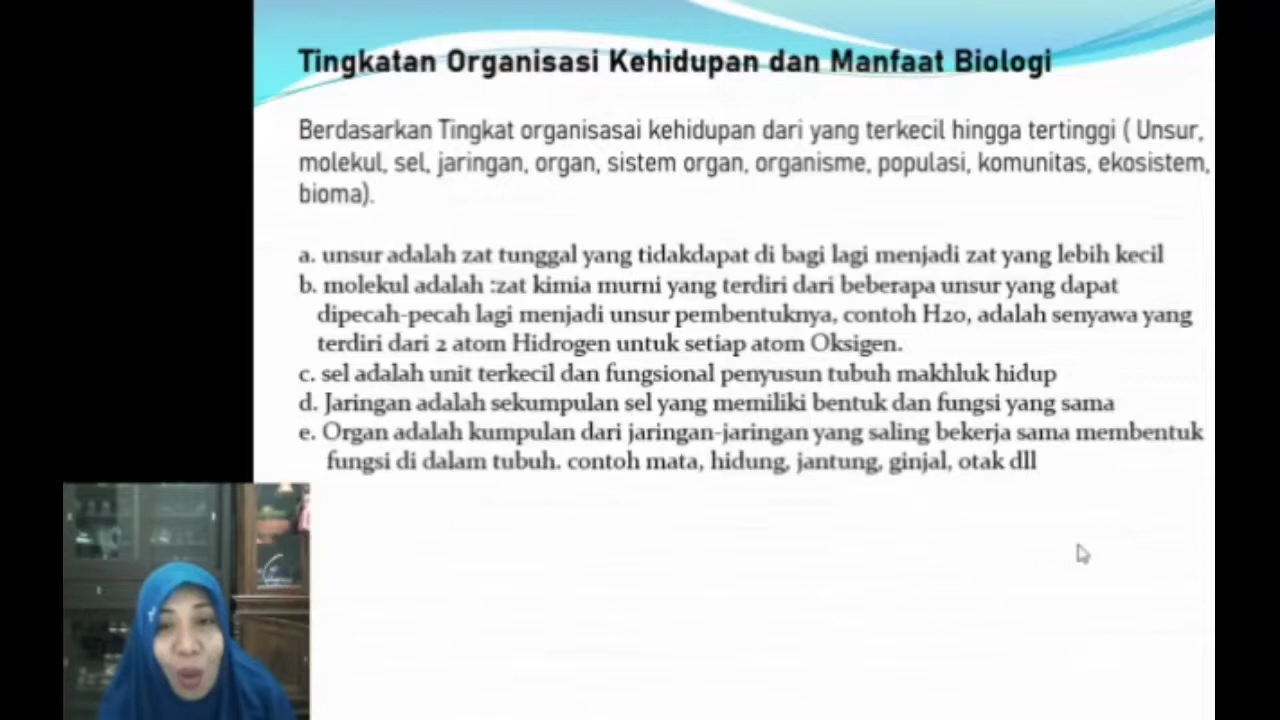 Tingkatan Organisasi Kehidupan dan Manfaat Biologi
Berdasarkan Tingkat organisasai kehidupan dari yang terkecil hingga tertinggi ( Unsur,
molekul, sel, jaringan, organ, sistem organ, organisme, populasi, komunitas, ekosistem,
bioma).
a. unsur adalah zat tunggal yang tidakdapat di bagi lagi menjadi zat yang lebih kecil
b. molekul adalah :zat kimia murni yang terdiri dari beberapa unsur yang dapat
dipecah-pecah lagi menjadi unsur pembentuknya, contoh H2o, adalah senyawa yang
terdiri dari 2 atom Hidrogen untuk setiap atom Oksigen.
c. sel adalah unit terkecil dan fungsional penyusun tubuh makhluk hidup
d. Jaringan adalah sekumpulan sel yang memiliki bentuk dan fungsi yang sama
e. Organ adalah kumpulan dari jaringan-jaringan yang saling bekerja sama membentuk
fungsi di dalam tubuh. contoh mata, hidung, jantung, ginjal, otak dll